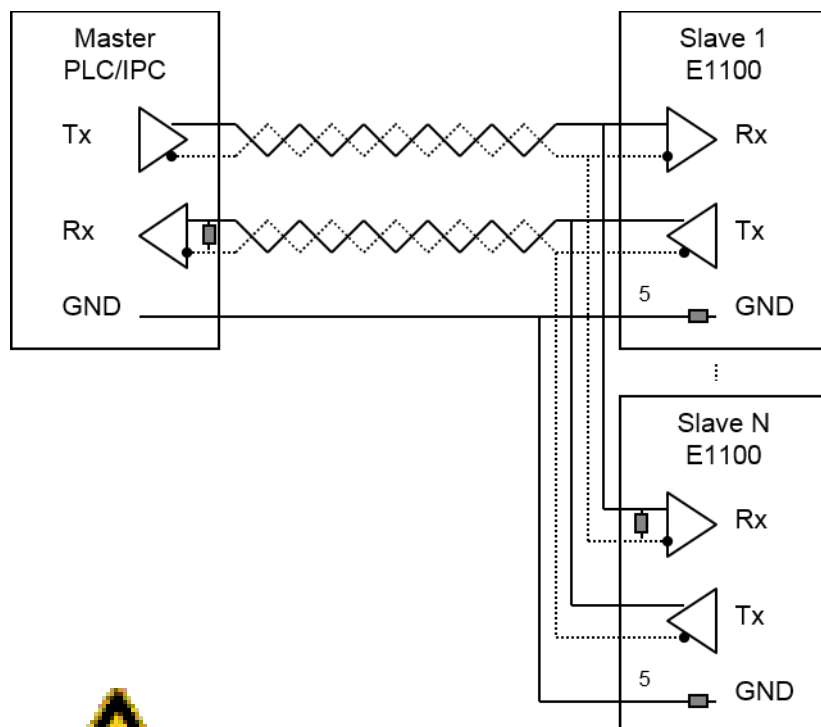 Master
PLC/IPC
Tx
Rx
GND
Slave 1
E1100
Rx
Tx
5
GND
Slave N
E1100
Rx
Tx
5
GND